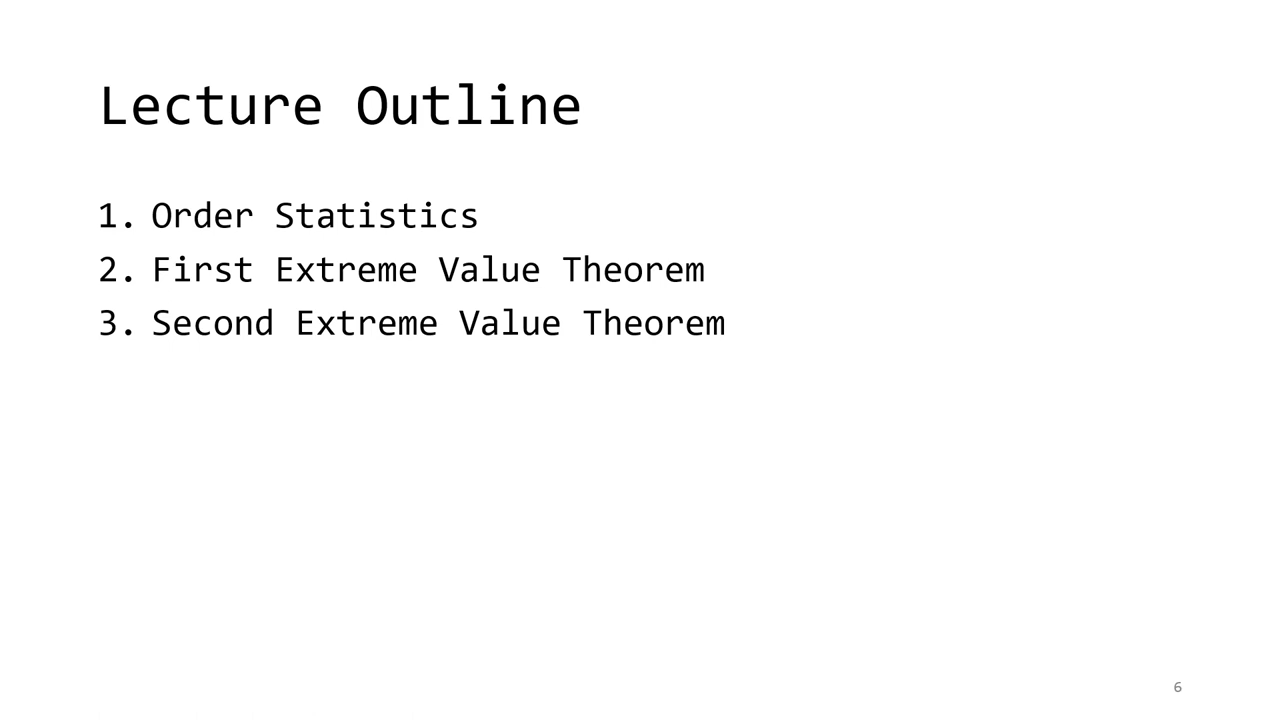 Lecture Outline
1. Order Statistics
2. First Extreme Value Theorem
3. Second Extreme Value Theorem
6